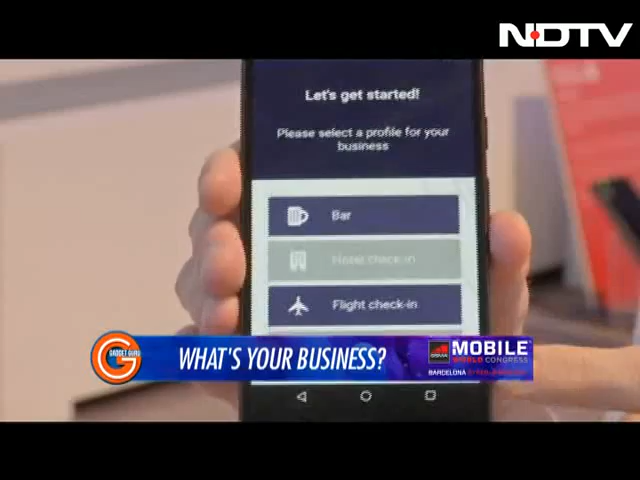 NDTV
Let's get started!
Please select a profile for your
business
Bar
Hotel check-in
Flight check-in
GADGET GURU
G
WHAT'S YOUR BUSINESS?
GSMA
MOBILE
WORLD CONGRESS
BARCELONA